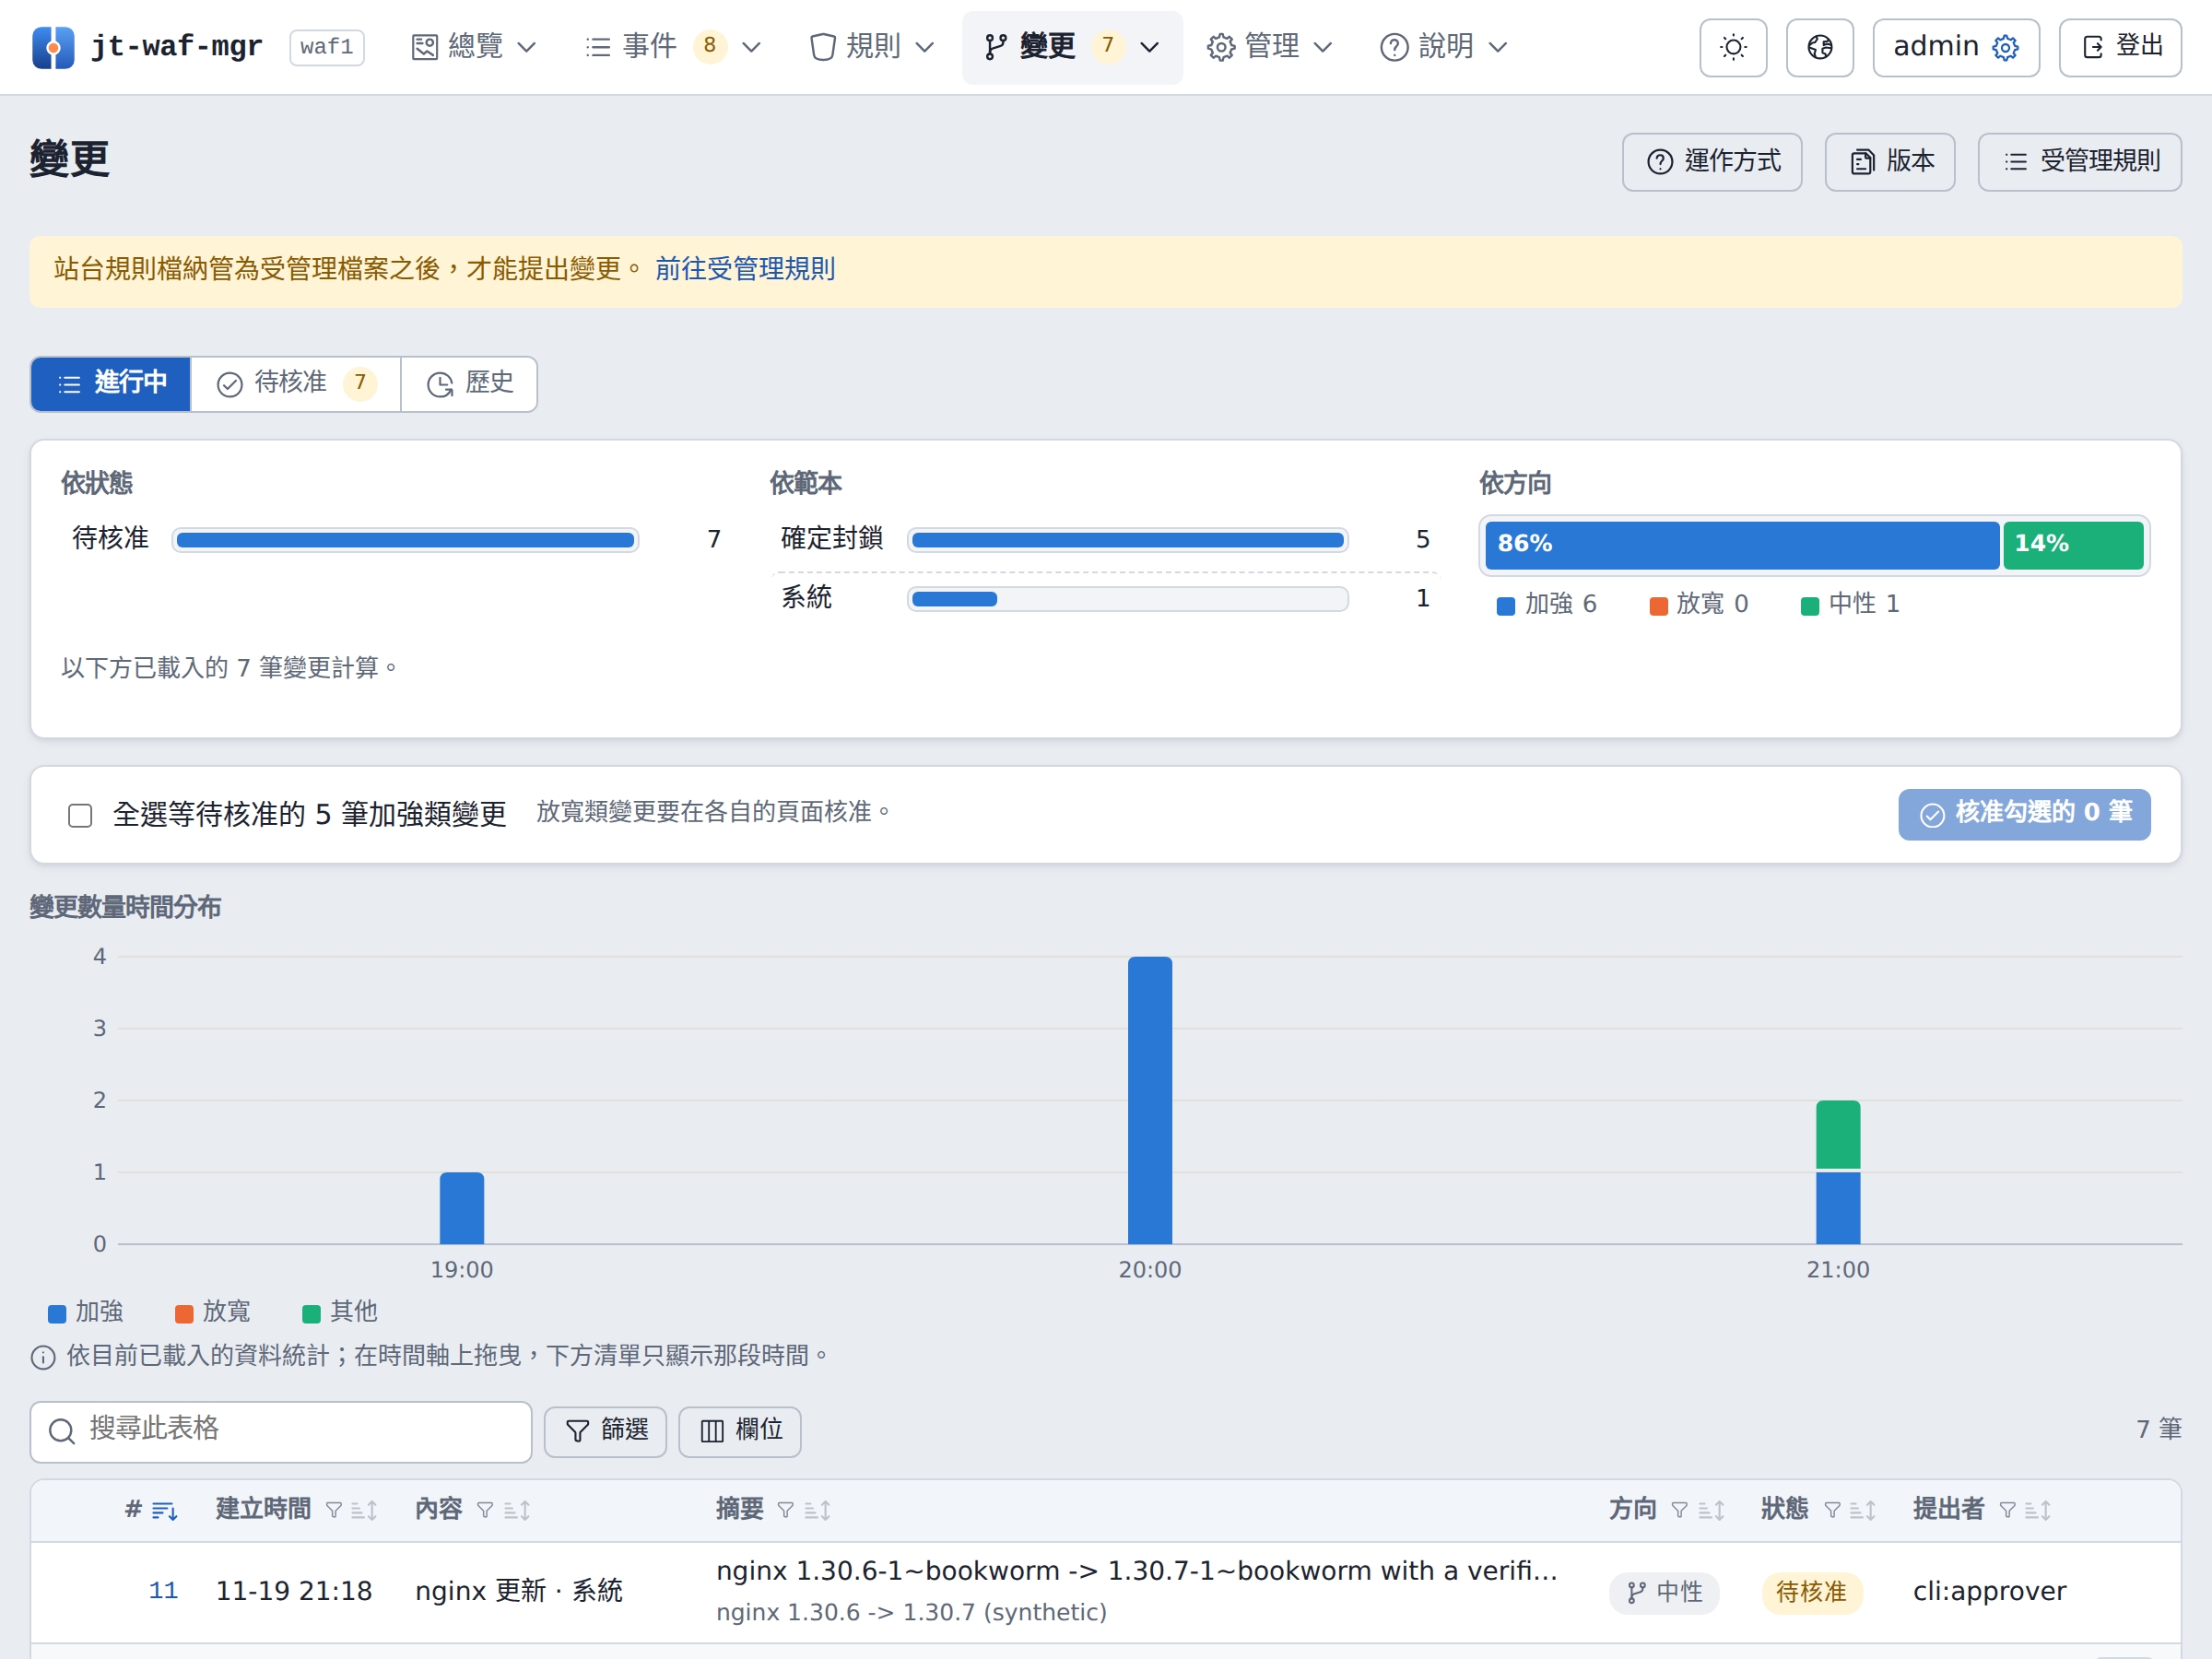 jt-waf-mgr waf1 總覽 事件 8 規則 變更 7 管理 說明 admin 登出
變更 運作方式 版本 受管理規則
站台規則檔納管為受管理檔案之後，才能提出變更。 前往受管理規則
進行中 待核准 7 歷史
依狀態 依範本 依方向
待核准 7 確定封鎖 5 86% 14%
系統 1 加強 6 放寬 0 中性 1
以下方已載入的 7 筆變更計算。
全選等待核准的 5 筆加強類變更 放寬類變更要在各自的頁面核准。 核准勾選的 0 筆
變更數量時間分布
4
3
2
1
0
19:00 20:00 21:00
加強 放寬 其他
依目前已載入的資料統計；在時間軸上拖曳，下方清單只顯示那段時間。
搜尋此表格 篩選 欄位 7 筆
# 建立時間 內容 摘要 方向 狀態 提出者
11 11-19 21:18 nginx 更新 · 系統 nginx 1.30.6-1~bookworm -> 1.30.7-1~bookworm with a verifi… 中性 待核准 cli:approver
nginx 1.30.6 -> 1.30.7 (synthetic)